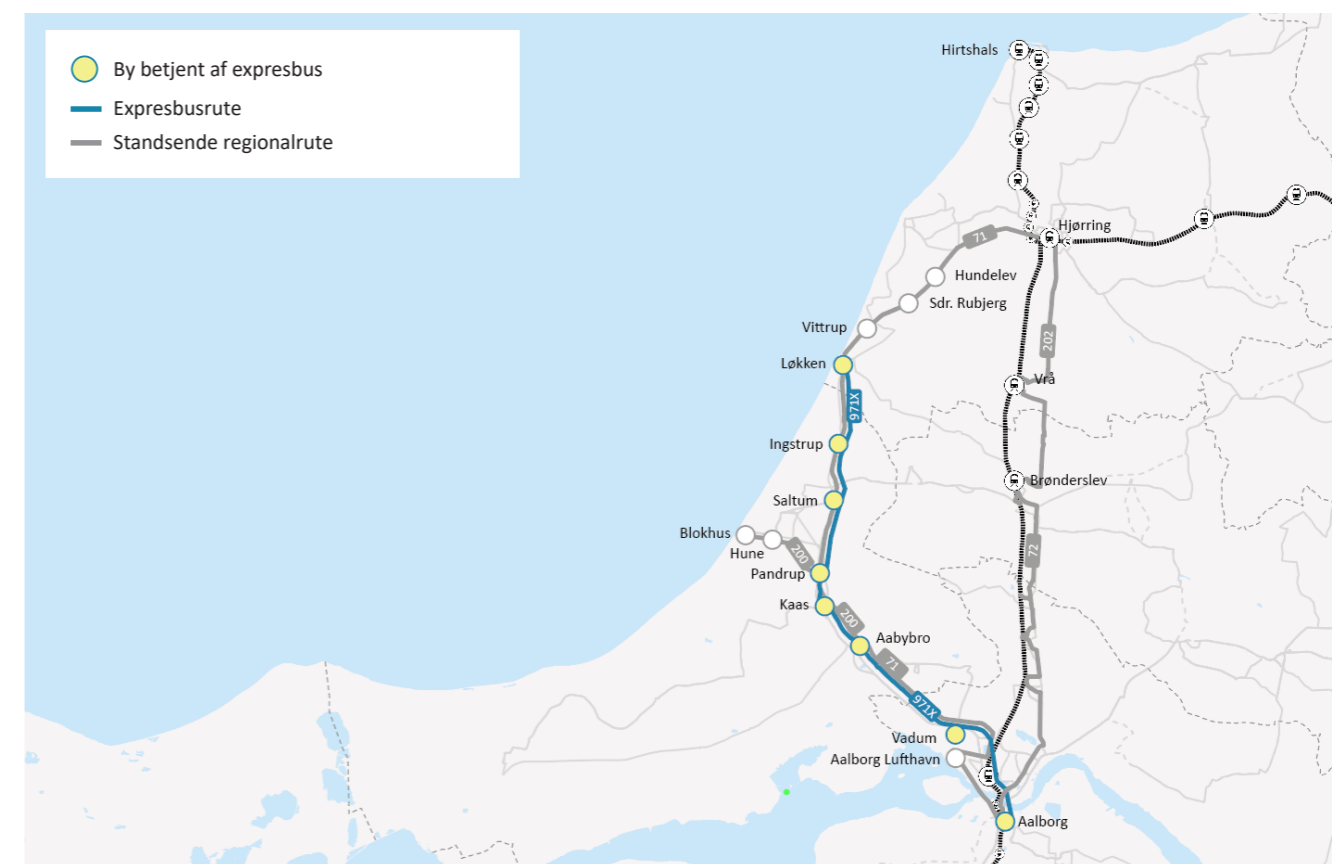 By betjent af expresbus
Expresbusrute
Standsende regionalrute
Hirtshals
Hjørring
71
Hundelev
Sdr. Rubjerg
Vittrup
202
Løkken
Vrå
971X
Ingstrup
Brønderslev
Saltum
Blokhus
Hune
200
72
Pandrup
Kaas
200
Aabybro
71
971X
Vadum
Aalborg Lufthavn
Aalborg